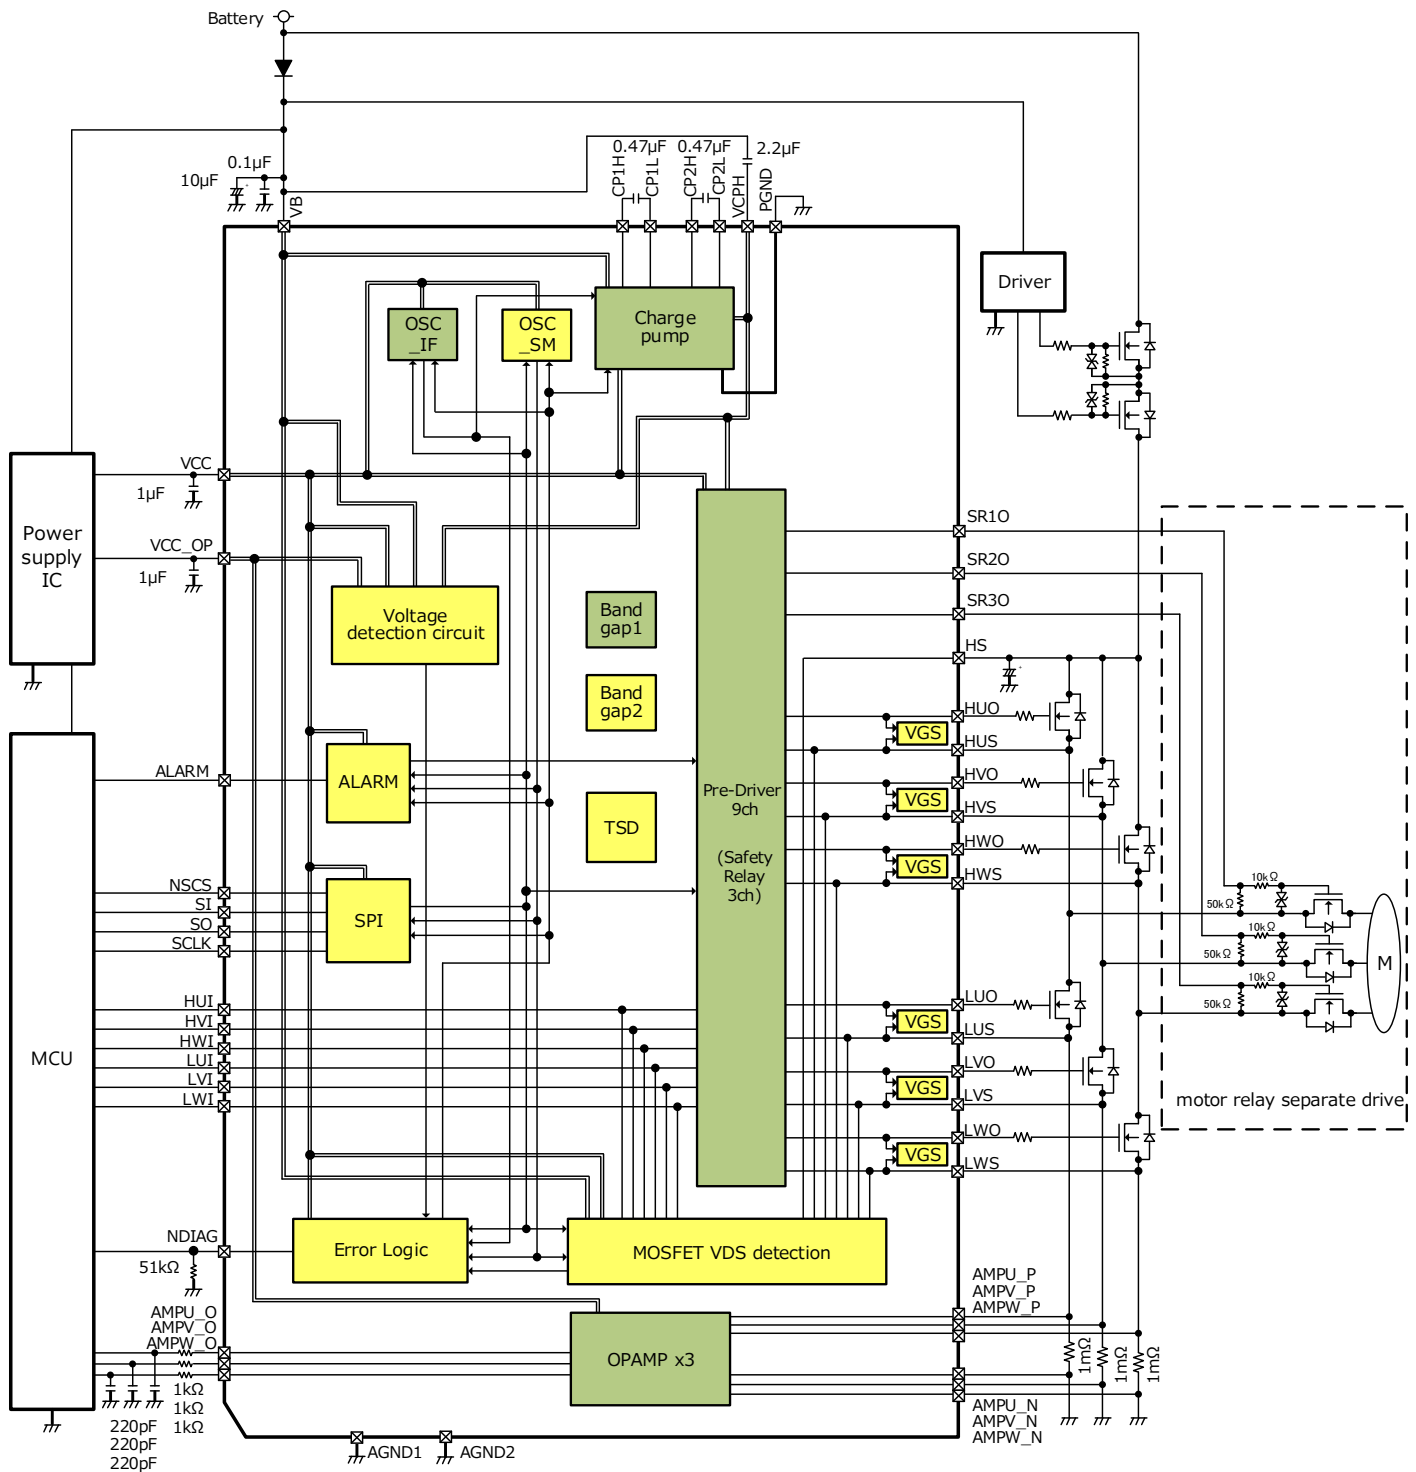 Battery
0.1µF
10µF
VB
0.47µF
0.47µF
2.2µF
CP1H
CP1L
CP2H
CP2L
VCPH
PGND
Driver
OSC
_IF
OSC
_SM
Charge
pump
VCC
1µF
VCC_OP
1µF
Power
supply
IC
Voltage
detection circuit
Band
gap1
Band
gap2
TSD
Pre-Driver
9ch
(Safety
Relay
3ch)
SR1O
SR2O
SR3O
HS
HUO
VGS
HUS
HVO
VGS
HVS
HWO
VGS
HWS
ALARM
ALARM
NSCS
SI
SO
SCLK
SPI
HUI
HVI
HWI
LUI
LVI
LWI
MCU
LUO
VGS
LUS
LVO
VGS
LVS
LWO
VGS
LWS
10kΩ
50kΩ
10kΩ
50kΩ
10kΩ
50kΩ
M
motor relay separate drive
NDIAG
51kΩ
Error Logic
MOSFET VDS detection
AMPU_P
AMPV_P
AMPW_P
AMPU_O
AMPV_O
AMPW_O
OPAMP x3
1mΩ
1mΩ
1mΩ
1kΩ
1kΩ
1kΩ
220pF
220pF
220pF
AMPU_N
AMPV_N
AMPW_N
AGND1
AGND2